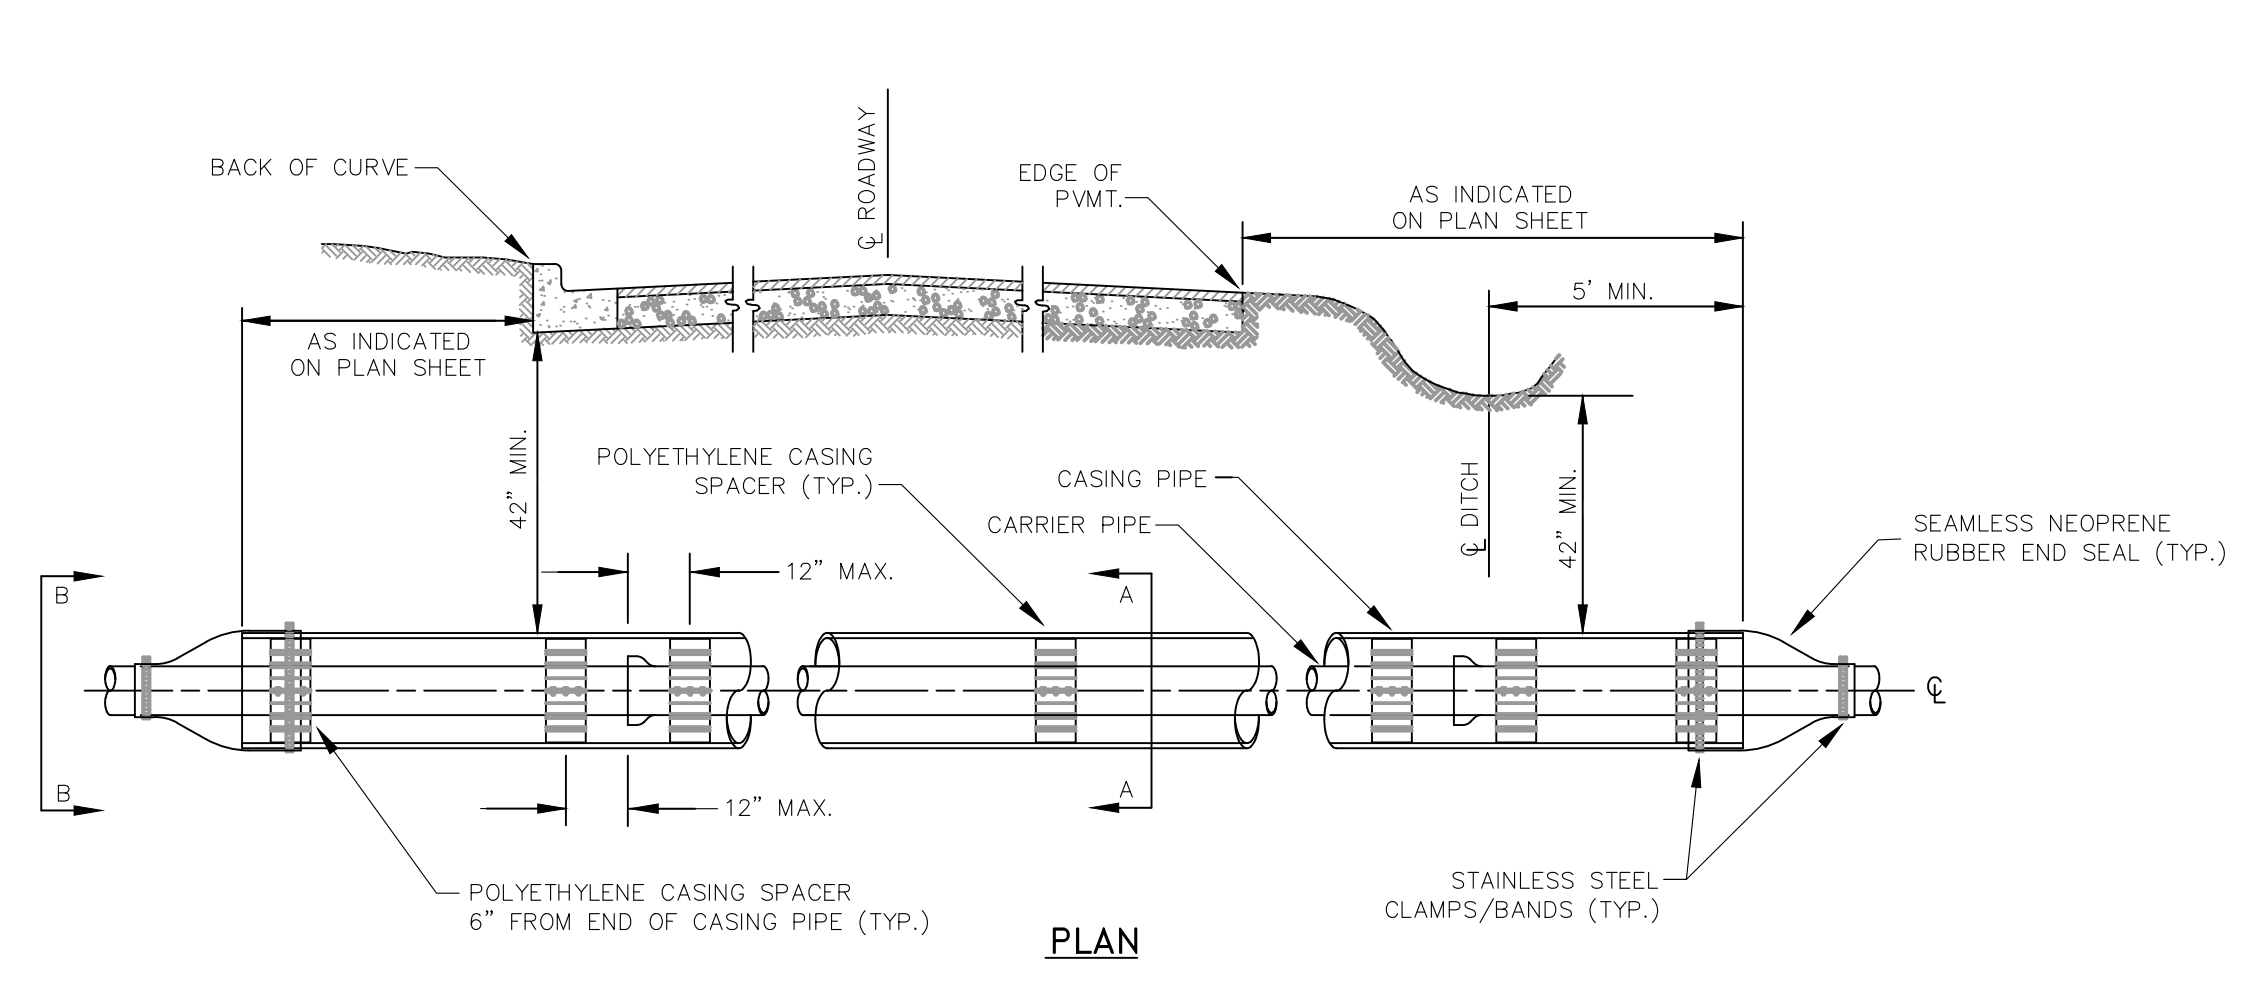 BACK OF CURVE
℄ ROADWAY
EDGE OF
PVMT.
AS INDICATED
ON PLAN SHEET
5' MIN.
AS INDICATED
ON PLAN SHEET
42" MIN.
POLYETHYLENE CASING
SPACER (TYP.)
CASING PIPE
CARRIER PIPE
℄ DITCH
42" MIN.
SEAMLESS NEOPRENE
RUBBER END SEAL (TYP.)
12" MAX.
B
A
℄
B
A
12" MAX.
POLYETHYLENE CASING SPACER
6" FROM END OF CASING PIPE (TYP.)
STAINLESS STEEL
CLAMPS/BANDS (TYP.)
PLAN